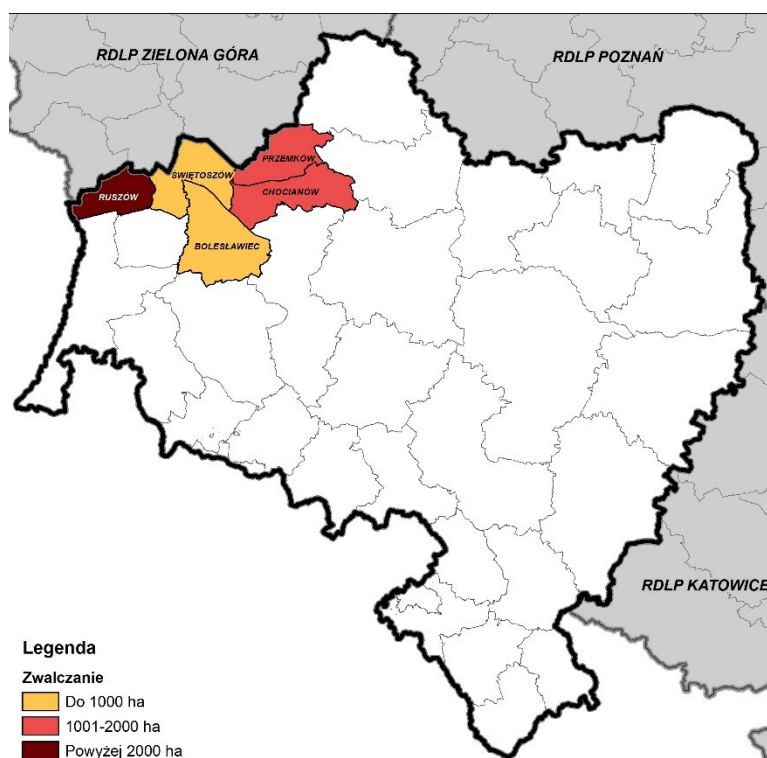 RDLP ZIELONA GÓRA
RDLP POZNAŃ
PRZEMKÓW
ŚWIĘTOSZÓW
RUSZÓW
CHOCIANÓW
BOLESŁAWIEC
RDLP KATOWICE
Legenda
Zwalczanie
Do 1000 ha
1001-2000 ha
Powyżej 2000 ha